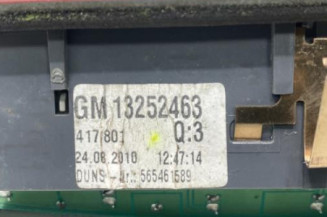 GM 13252463
417801 Q:3
24.08.2010 12:47:14
DUNS - nr.: 565461589